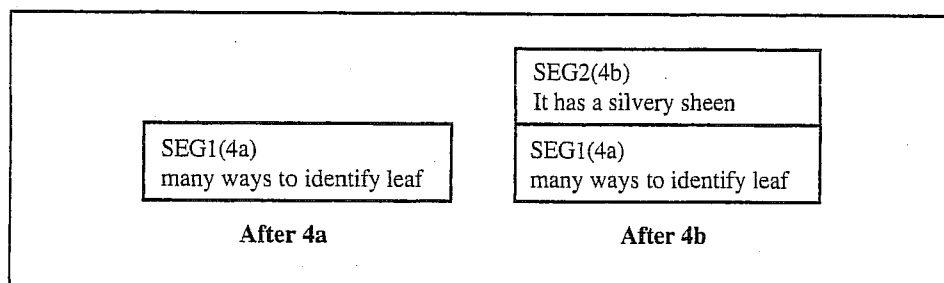 SEG2(4b)
It has a silvery sheen
SEG1(4a)
many ways to identify leaf
SEG1(4a)
many ways to identify leaf
After 4a
After 4b